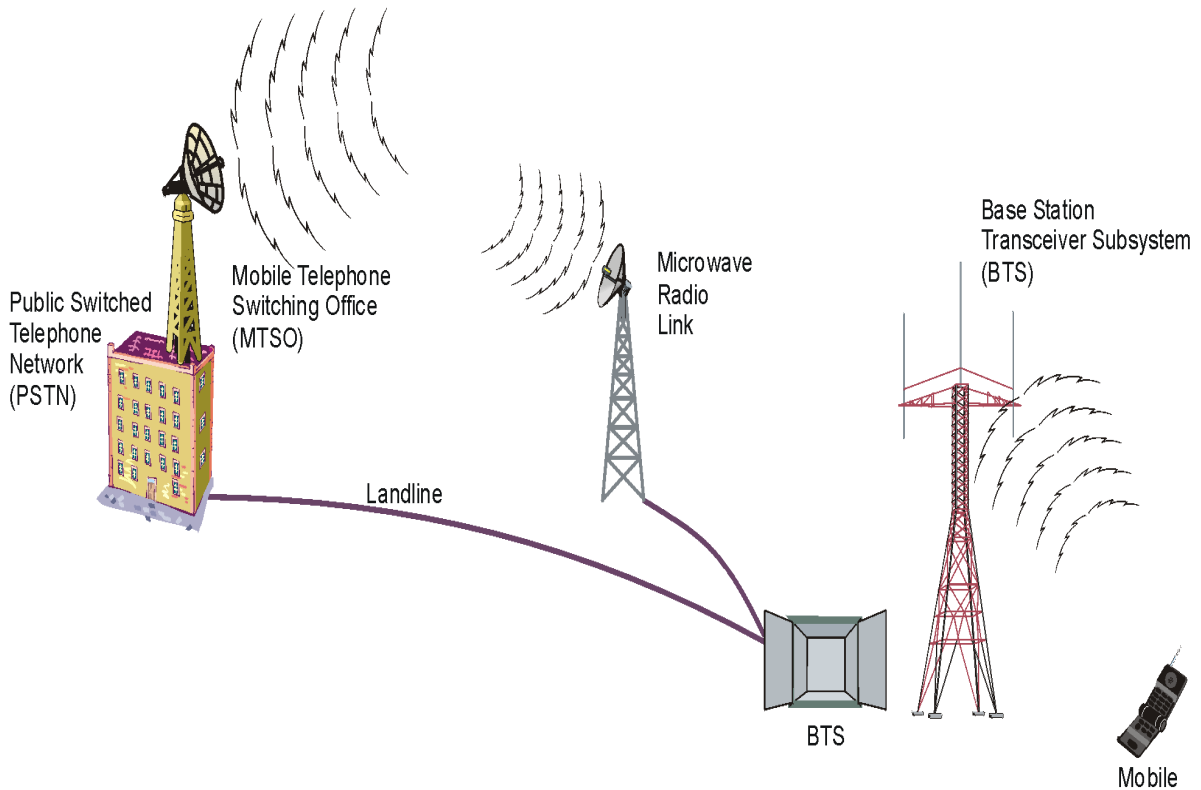 Public Switched
Telephone
Network
(PSTN)
Mobile Telephone
Switching Office
(MTSO)
Landline
Microwave
Radio
Link
Base Station
Transceiver Subsystem
(BTS)
BTS
Mobile